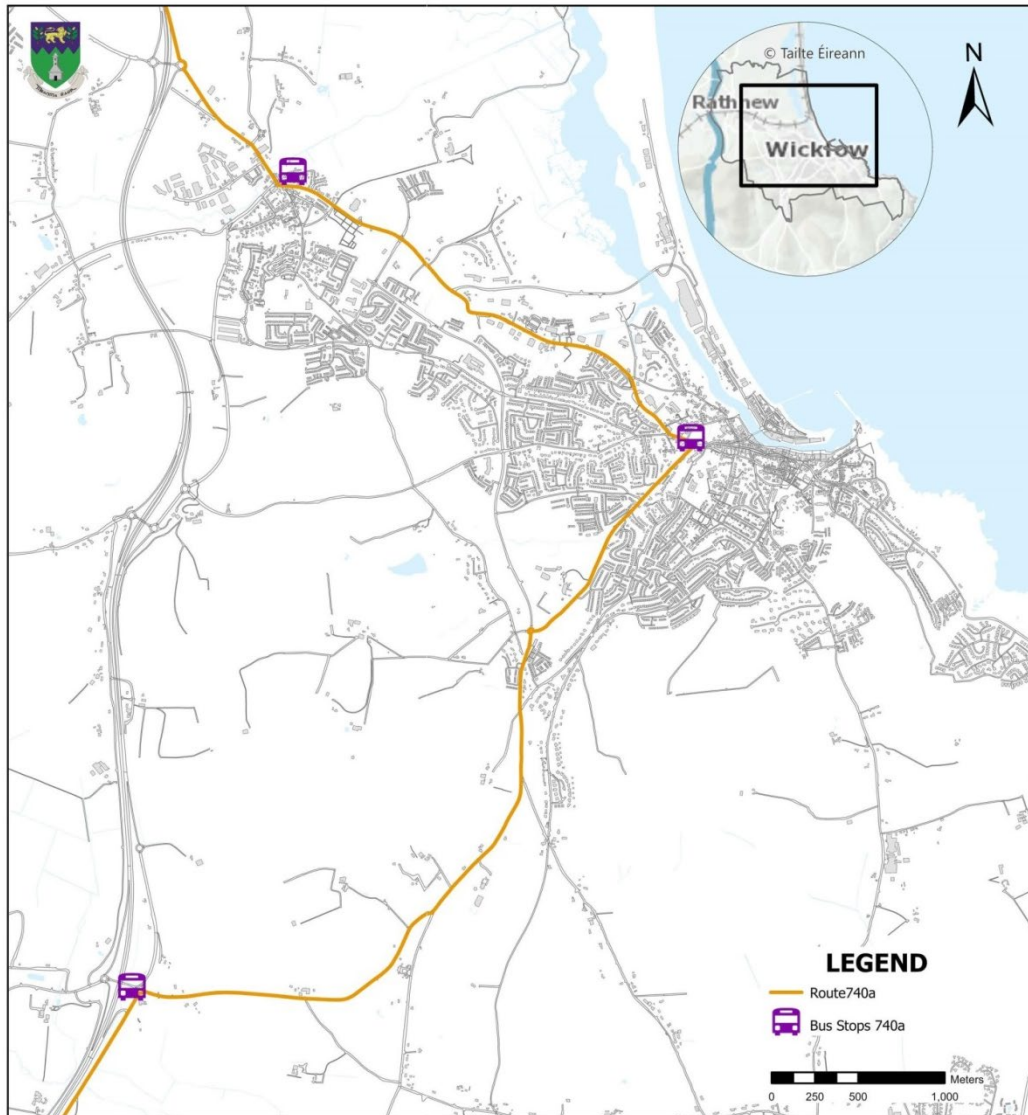 © Tailte Éireann
N
Rathnew
Wicklow
LEGEND
Route740a
Bus Stops 740a
Meters
0 250 500 1,000